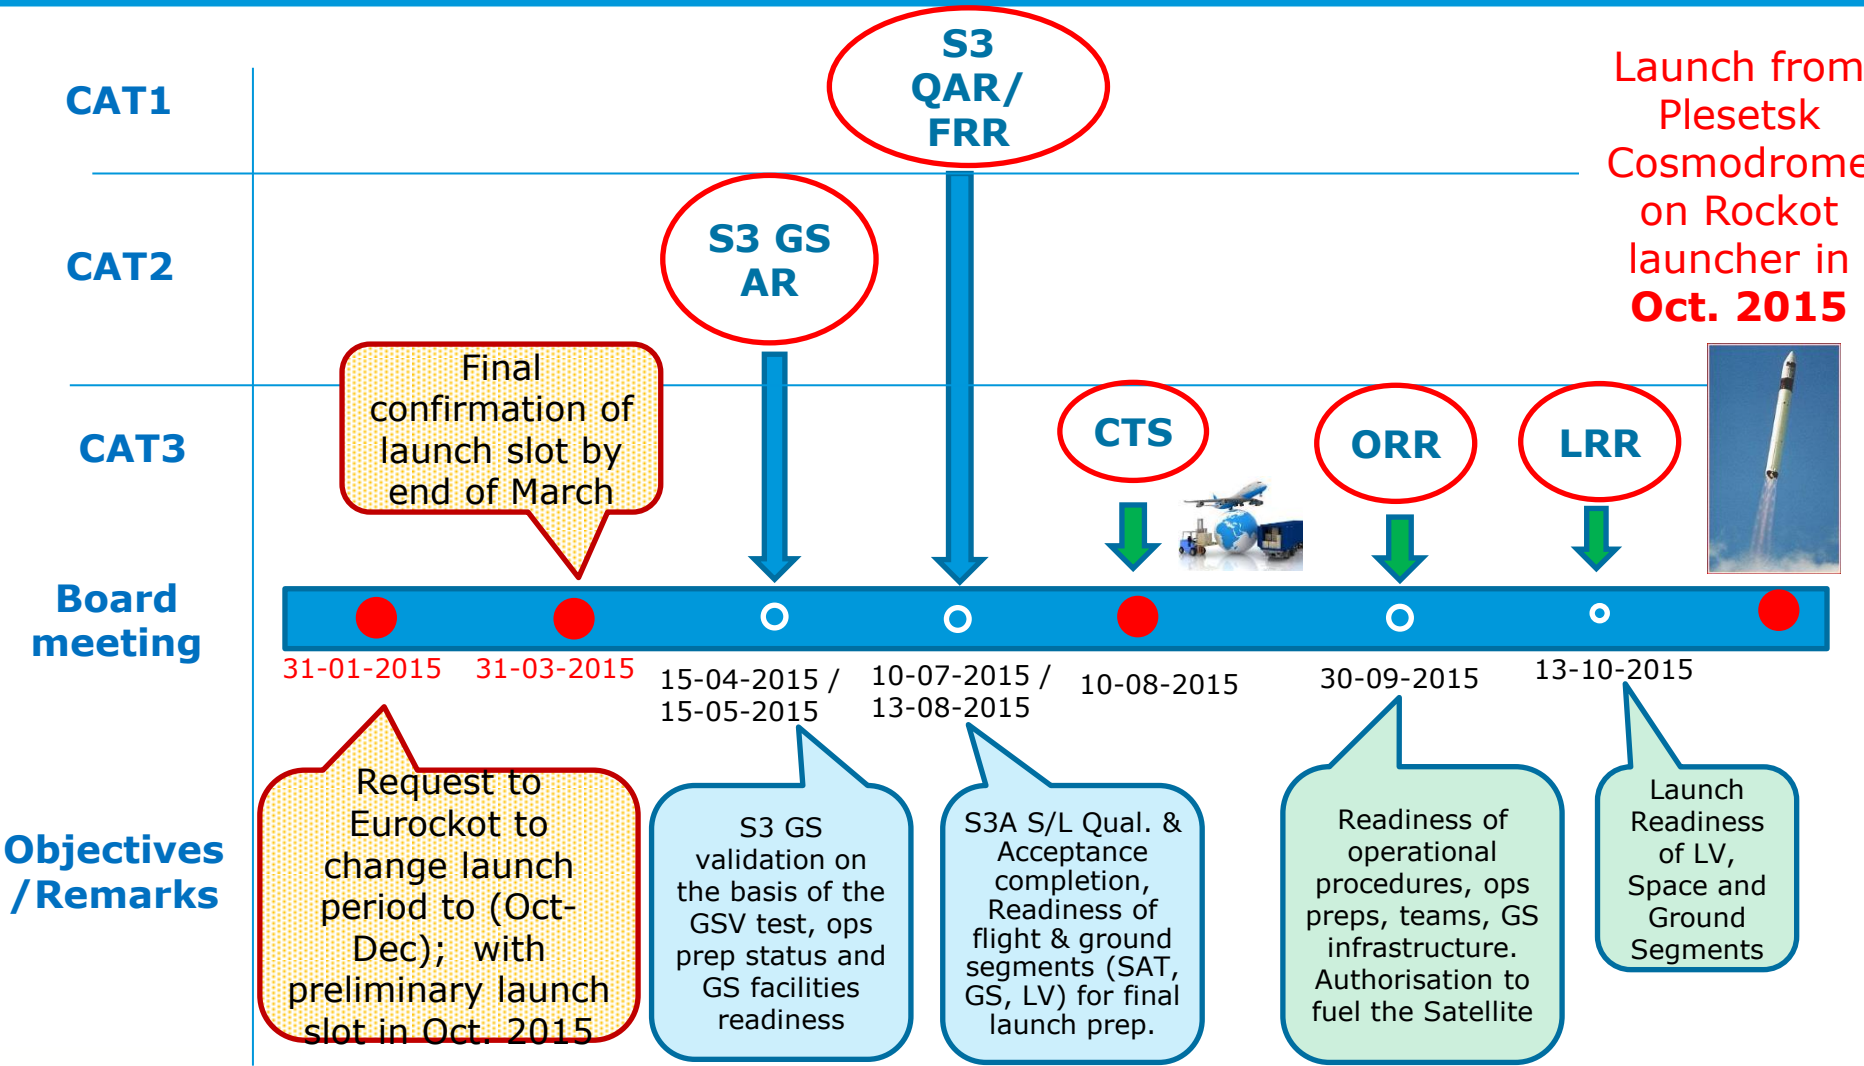 S3
QAR/
FRR
Launch from
Plesetsk
Cosmodrome
on Rockot
launcher in
Oct. 2015
CAT1
CAT2
S3 GS
AR
Final
confirmation of
launch slot by
end of March
CAT3
CTS
ORR
LRR
Board
meeting
31-01-2015
31-03-2015
15-04-2015 /
15-05-2015
10-07-2015 /
13-08-2015
10-08-2015
30-09-2015
13-10-2015
Objectives
/Remarks
Request to
Eurockot to
change launch
period to (Oct-
Dec);  with
preliminary launch
slot in Oct. 2015
S3 GS
validation on
the basis of the
GSV test, ops
prep status and
GS facilities
readiness
S3A S/L Qual. &
Acceptance
completion,
Readiness of
flight & ground
segments (SAT,
GS, LV) for final
launch prep.
Readiness of
operational
procedures, ops
preps, teams, GS
infrastructure.
Authorisation to
fuel the Satellite
Launch
Readiness
of LV,
Space and
Ground
Segments